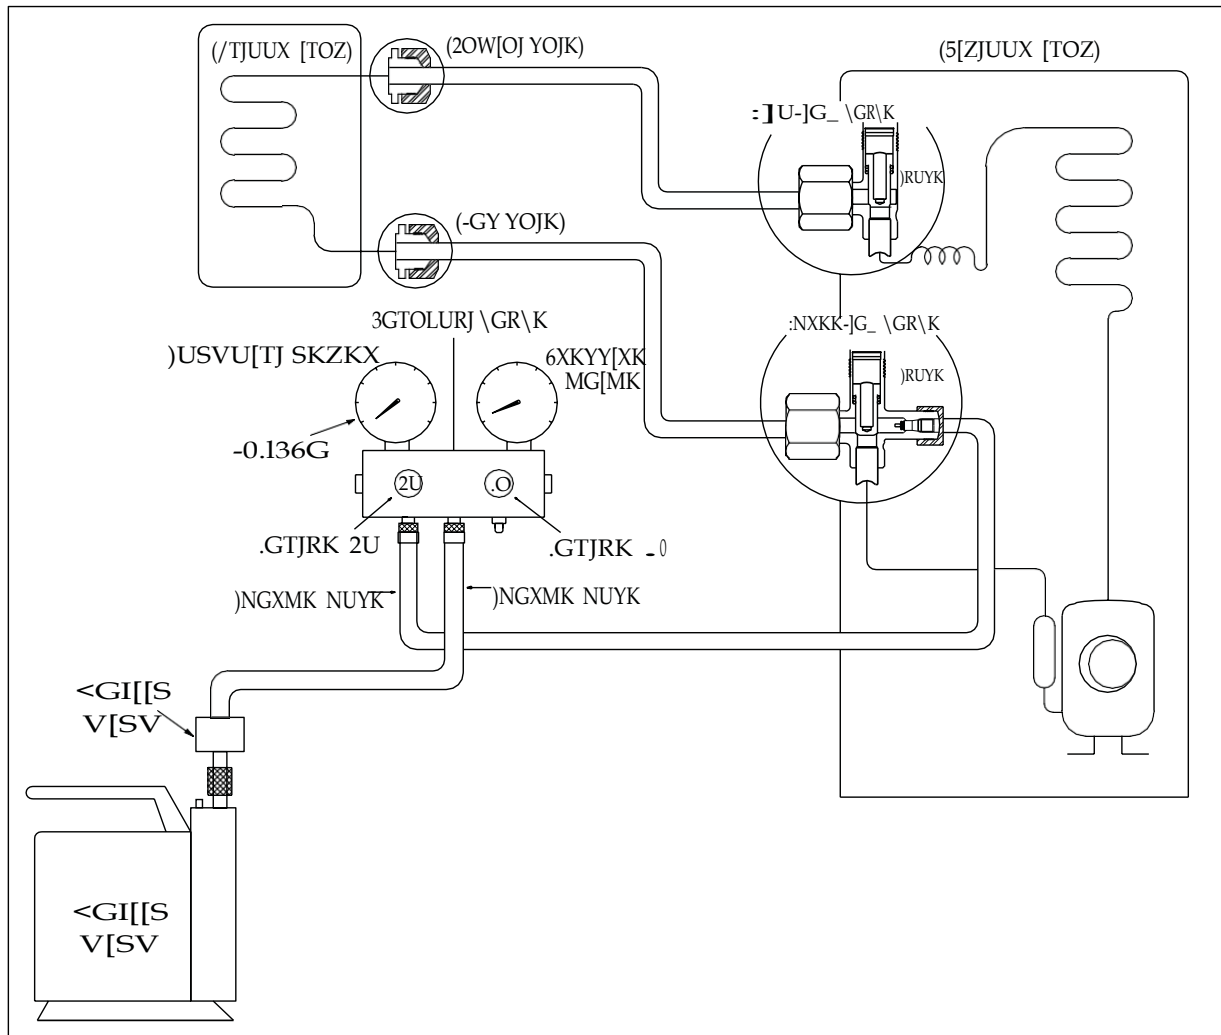 (/TJUUX [TOZ)
(2OW[OJ YOJK)
(5[ZJUUX [TOZ)
:]U-]G_ \GR\K
)RUYK
(-GY YOJK)
3GTOLURJ \GR\K
:NXKK-]G_ \GR\K
)USVU[TJ SKZKX
6XKYY[XK
MG[MK
)RUYK
-0.136G
2U
.O
.GTJRK 2U
.GTJRK .0
)NGXMK NUYK
)NGXMK NUYK
<GI[[S
V[SV
<GI[[S
V[SV